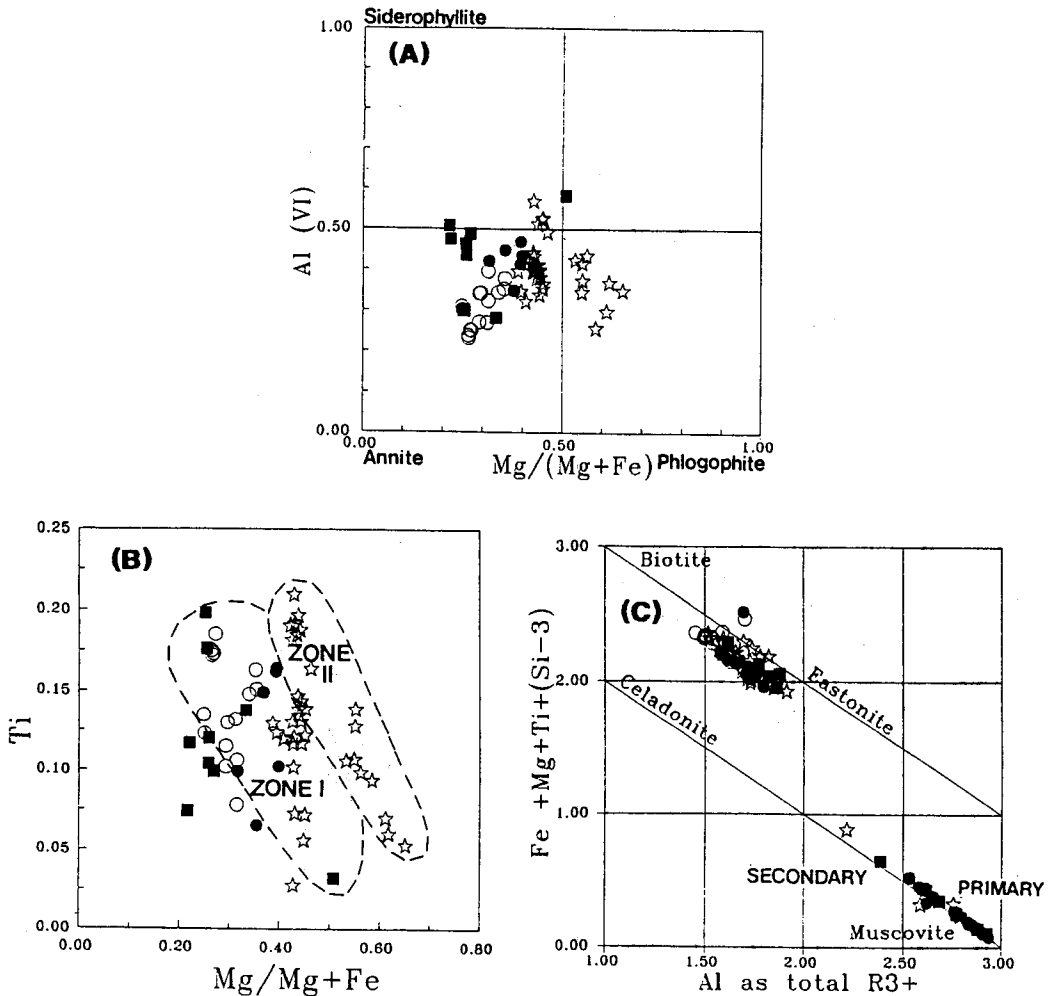 Siderophyllite
1.00
(A)
Al (VI)
0.50
0.00
0.00
0.50
1.00
Annite
Mg/(Mg+Fe)
Phlogophite
0.25
(B)
0.20
0.15
0.10
0.05
0.00
Ti
ZONE
II
ZONE I
0.00
0.20
0.40
0.60
0.80
Mg/Mg+Fe
3.00
Biotite
(C)
2.00
Celadonite
Eastonite
1.00
Fe +Mg+Ti+(Si-3)
SECONDARY
PRIMARY
Muscovite
0.00
1.00
1.50
2.00
2.50
3.00
Al as total R3+